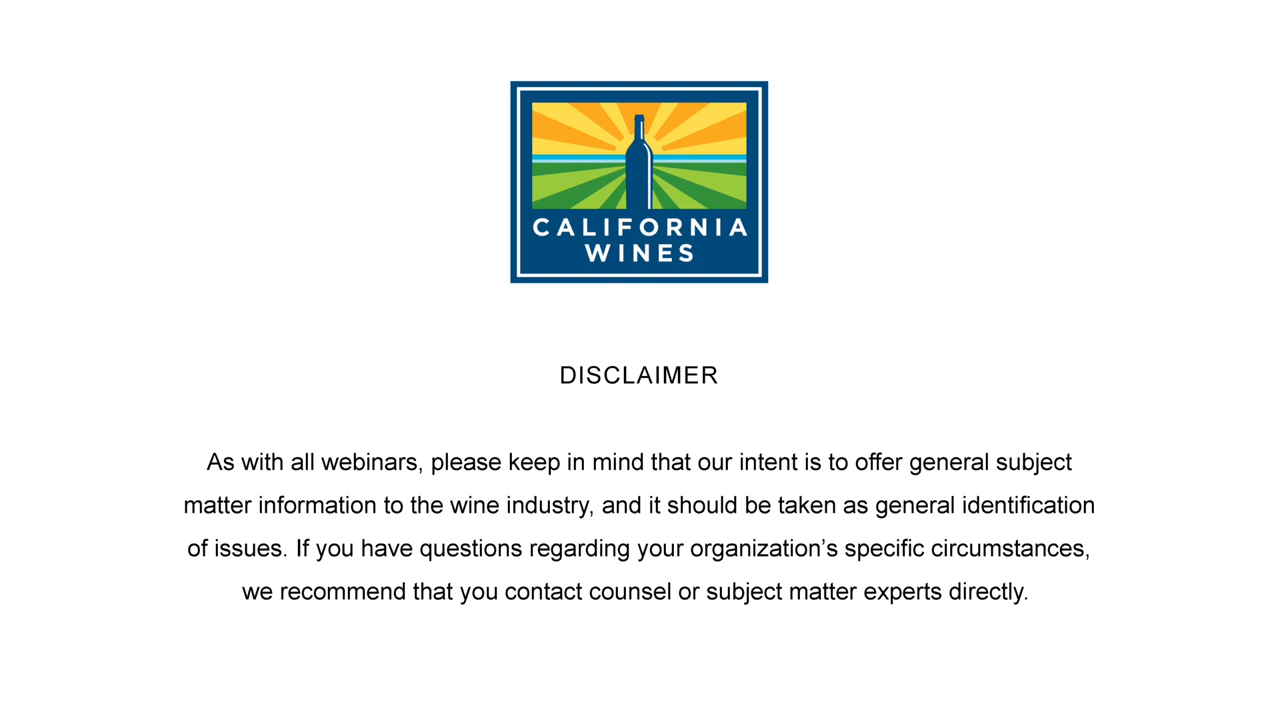 CALIFORNIA
WINES
DISCLAIMER
As with all webinars, please keep in mind that our intent is to offer general subject
matter information to the wine industry, and it should be taken as general identification
of issues. If you have questions regarding your organization’s specific circumstances,
we recommend that you contact counsel or subject matter experts directly.